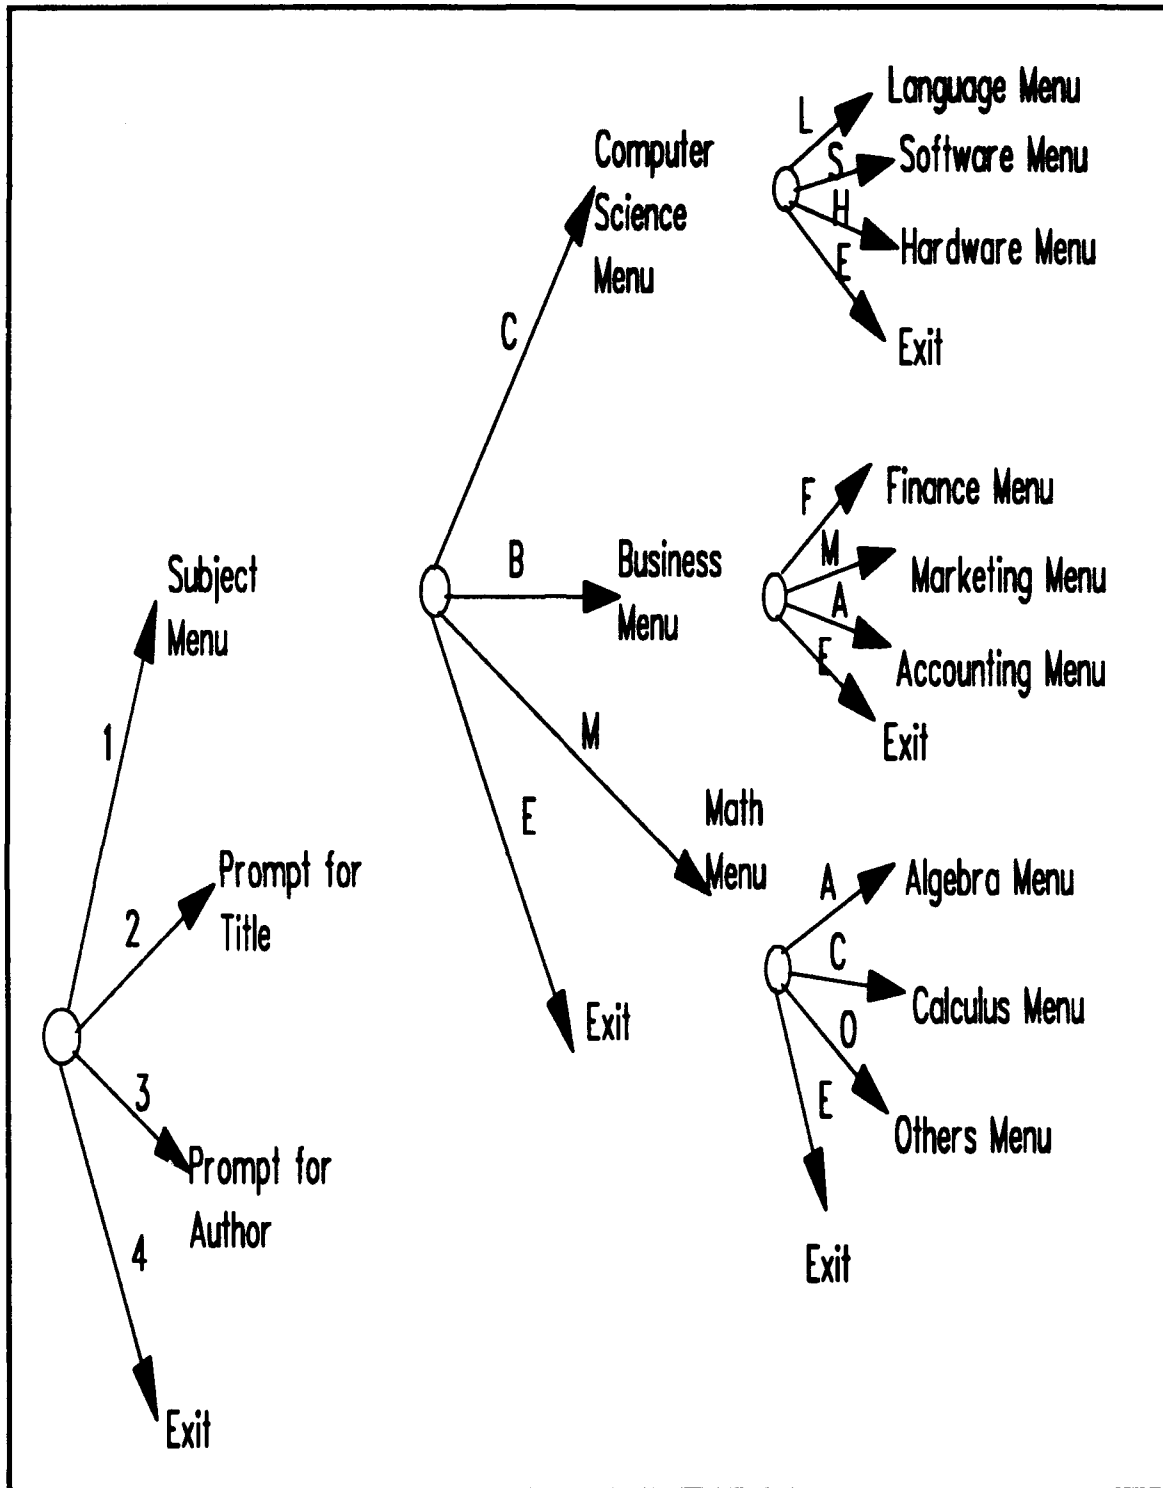 1
Subject
Menu
2
Prompt for
Title
3
Prompt for
Author
4
Exit
C
Computer
Science
Menu
B
Business
Menu
M
Math
Menu
E
Exit
L
Language Menu
S
Software Menu
H
Hardware Menu
E
Exit
F
Finance Menu
M
Marketing Menu
A
Accounting Menu
E
Exit
A
Algebra Menu
C
Calculus Menu
O
Others Menu
E
Exit